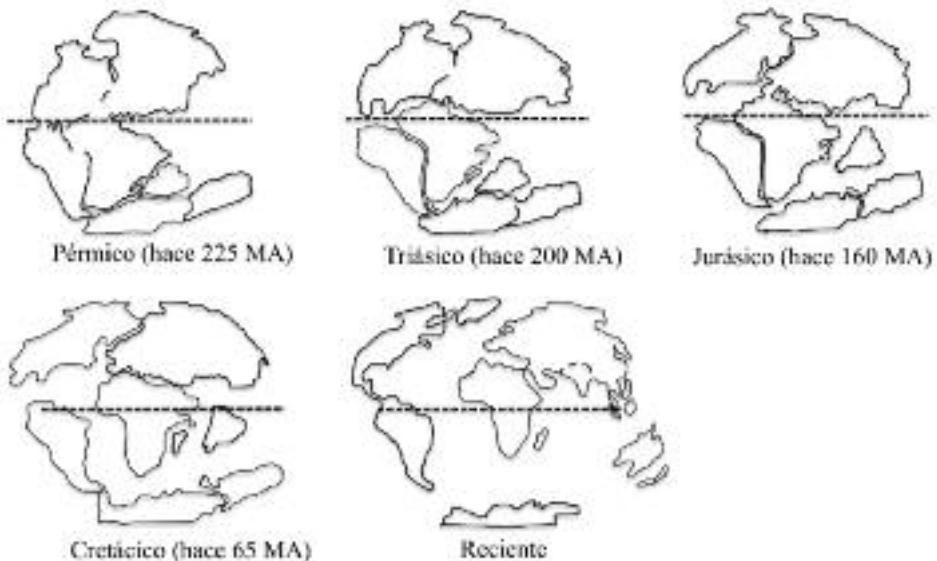 Pérmico (hace 225 MA)
Triásico (hace 200 MA)
Jurásico (hace 160 MA)
Cretácico (hace 65 MA)
Reciente